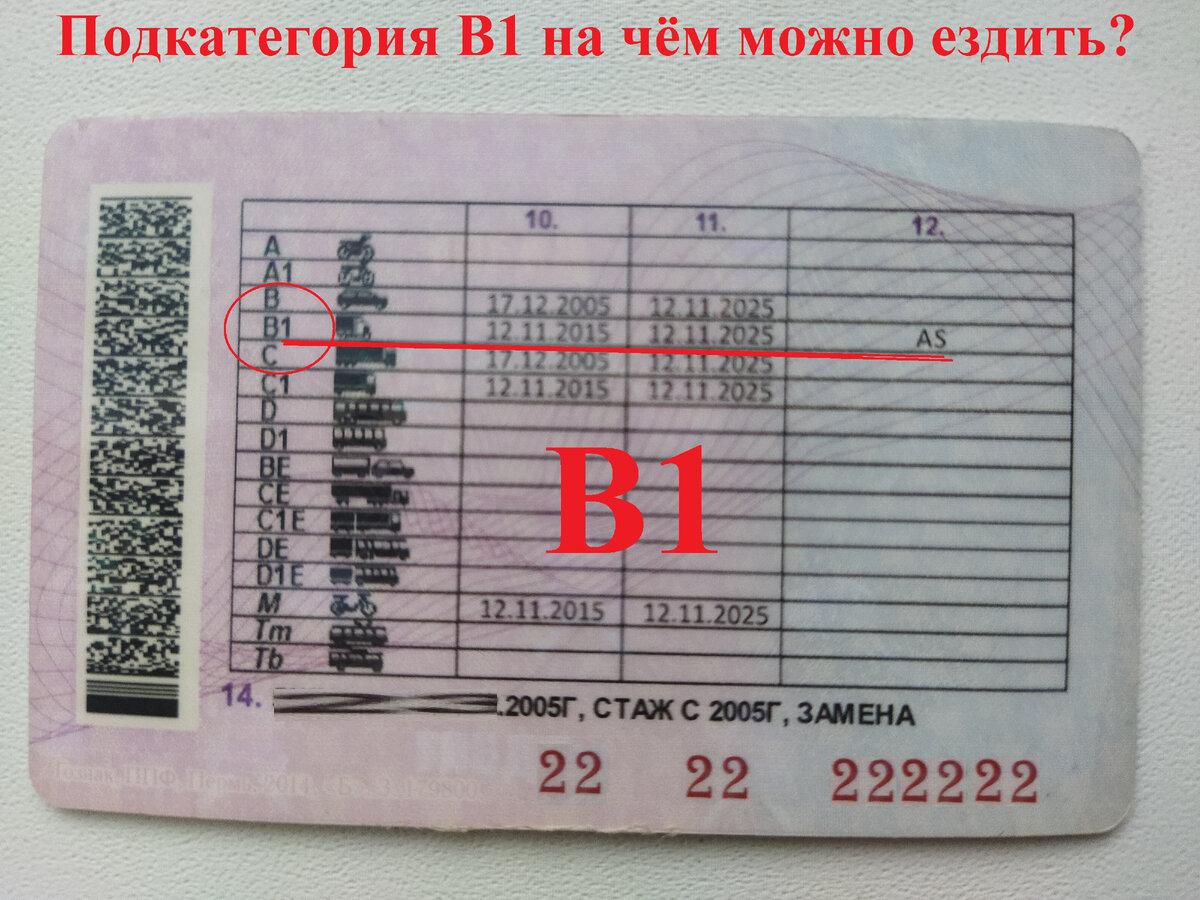 Подкатегория В1 на чём можно ездить?
10. 11. 12.
A
A1
B 17.12.2005 12.11.2025
B1 12.11.2015 12.11.2025 AS
C 17.12.2005 12.11.2025
C1 12.11.2015 12.11.2025
D
D1
BE
CE
C1E
DE
D1E
M 12.11.2015 12.11.2025
Tm
Tb
В1
14. .2005Г, СТАЖ С 2005Г, ЗАМЕНА
22 22 222222